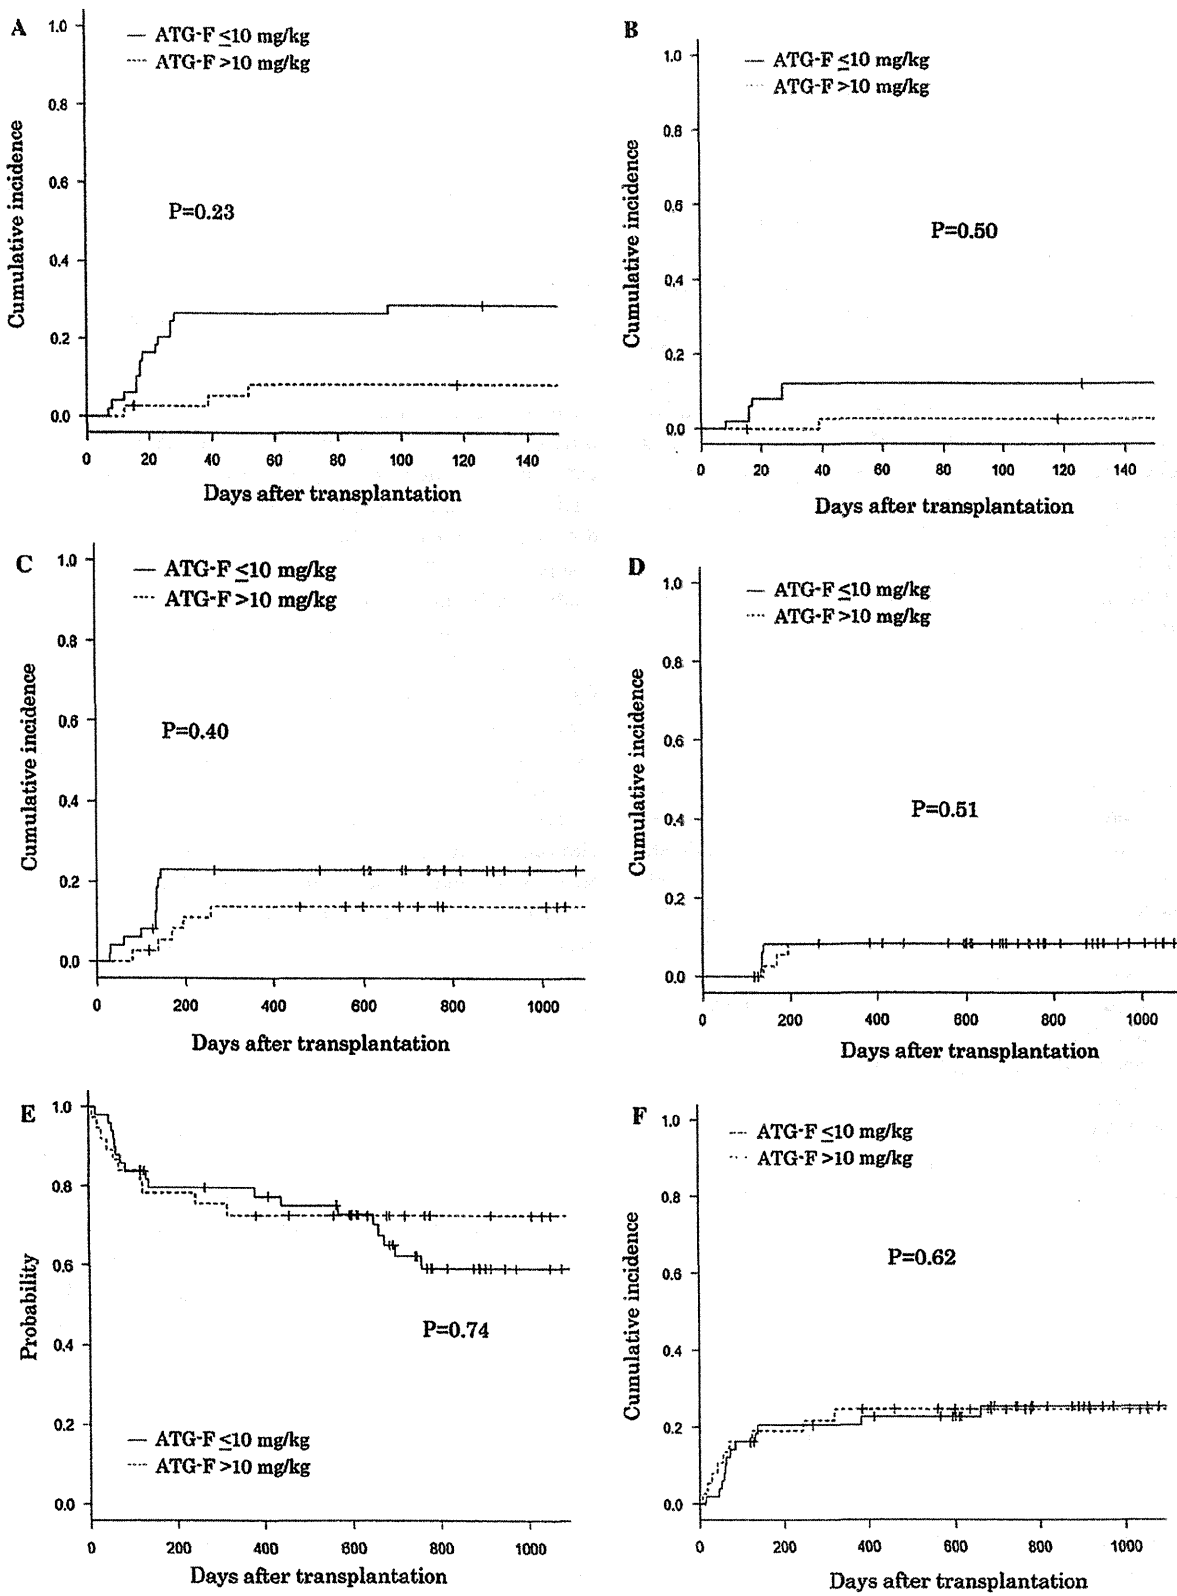 A
ATG-F ≤10 mg/kg
ATG-F >10 mg/kg
P=0.23
Cumulative incidence
1.0
0.8
0.6
0.4
0.2
0.0
0 20 40 60 80 100 120 140
Days after transplantation
B
ATG-F ≤10 mg/kg
ATG-F >10 mg/kg
P=0.50
Cumulative incidence
1.0
0.8
0.6
0.4
0.2
0.0
0 20 40 60 80 100 120 140
Days after transplantation
C
ATG-F ≤10 mg/kg
ATG-F >10 mg/kg
P=0.40
Cumulative incidence
1.0
0.8
0.6
0.4
0.2
0.0
0 200 400 600 800 1000
Days after transplantation
D
ATG-F ≤10 mg/kg
ATG-F >10 mg/kg
P=0.51
Cumulative incidence
1.0
0.8
0.6
0.4
0.2
0.0
0 200 400 600 800 1000
Days after transplantation
E
Probability
1.0
0.8
0.6
0.4
0.2
0.0
P=0.74
ATG-F ≤10 mg/kg
ATG-F >10 mg/kg
0 200 400 600 800 1000
Days after transplantation
F
ATG-F ≤10 mg/kg
ATG-F >10 mg/kg
P=0.62
Cumulative incidence
1.0
0.8
0.6
0.4
0.2
0.0
0 200 400 600 800 1000
Days after transplantation